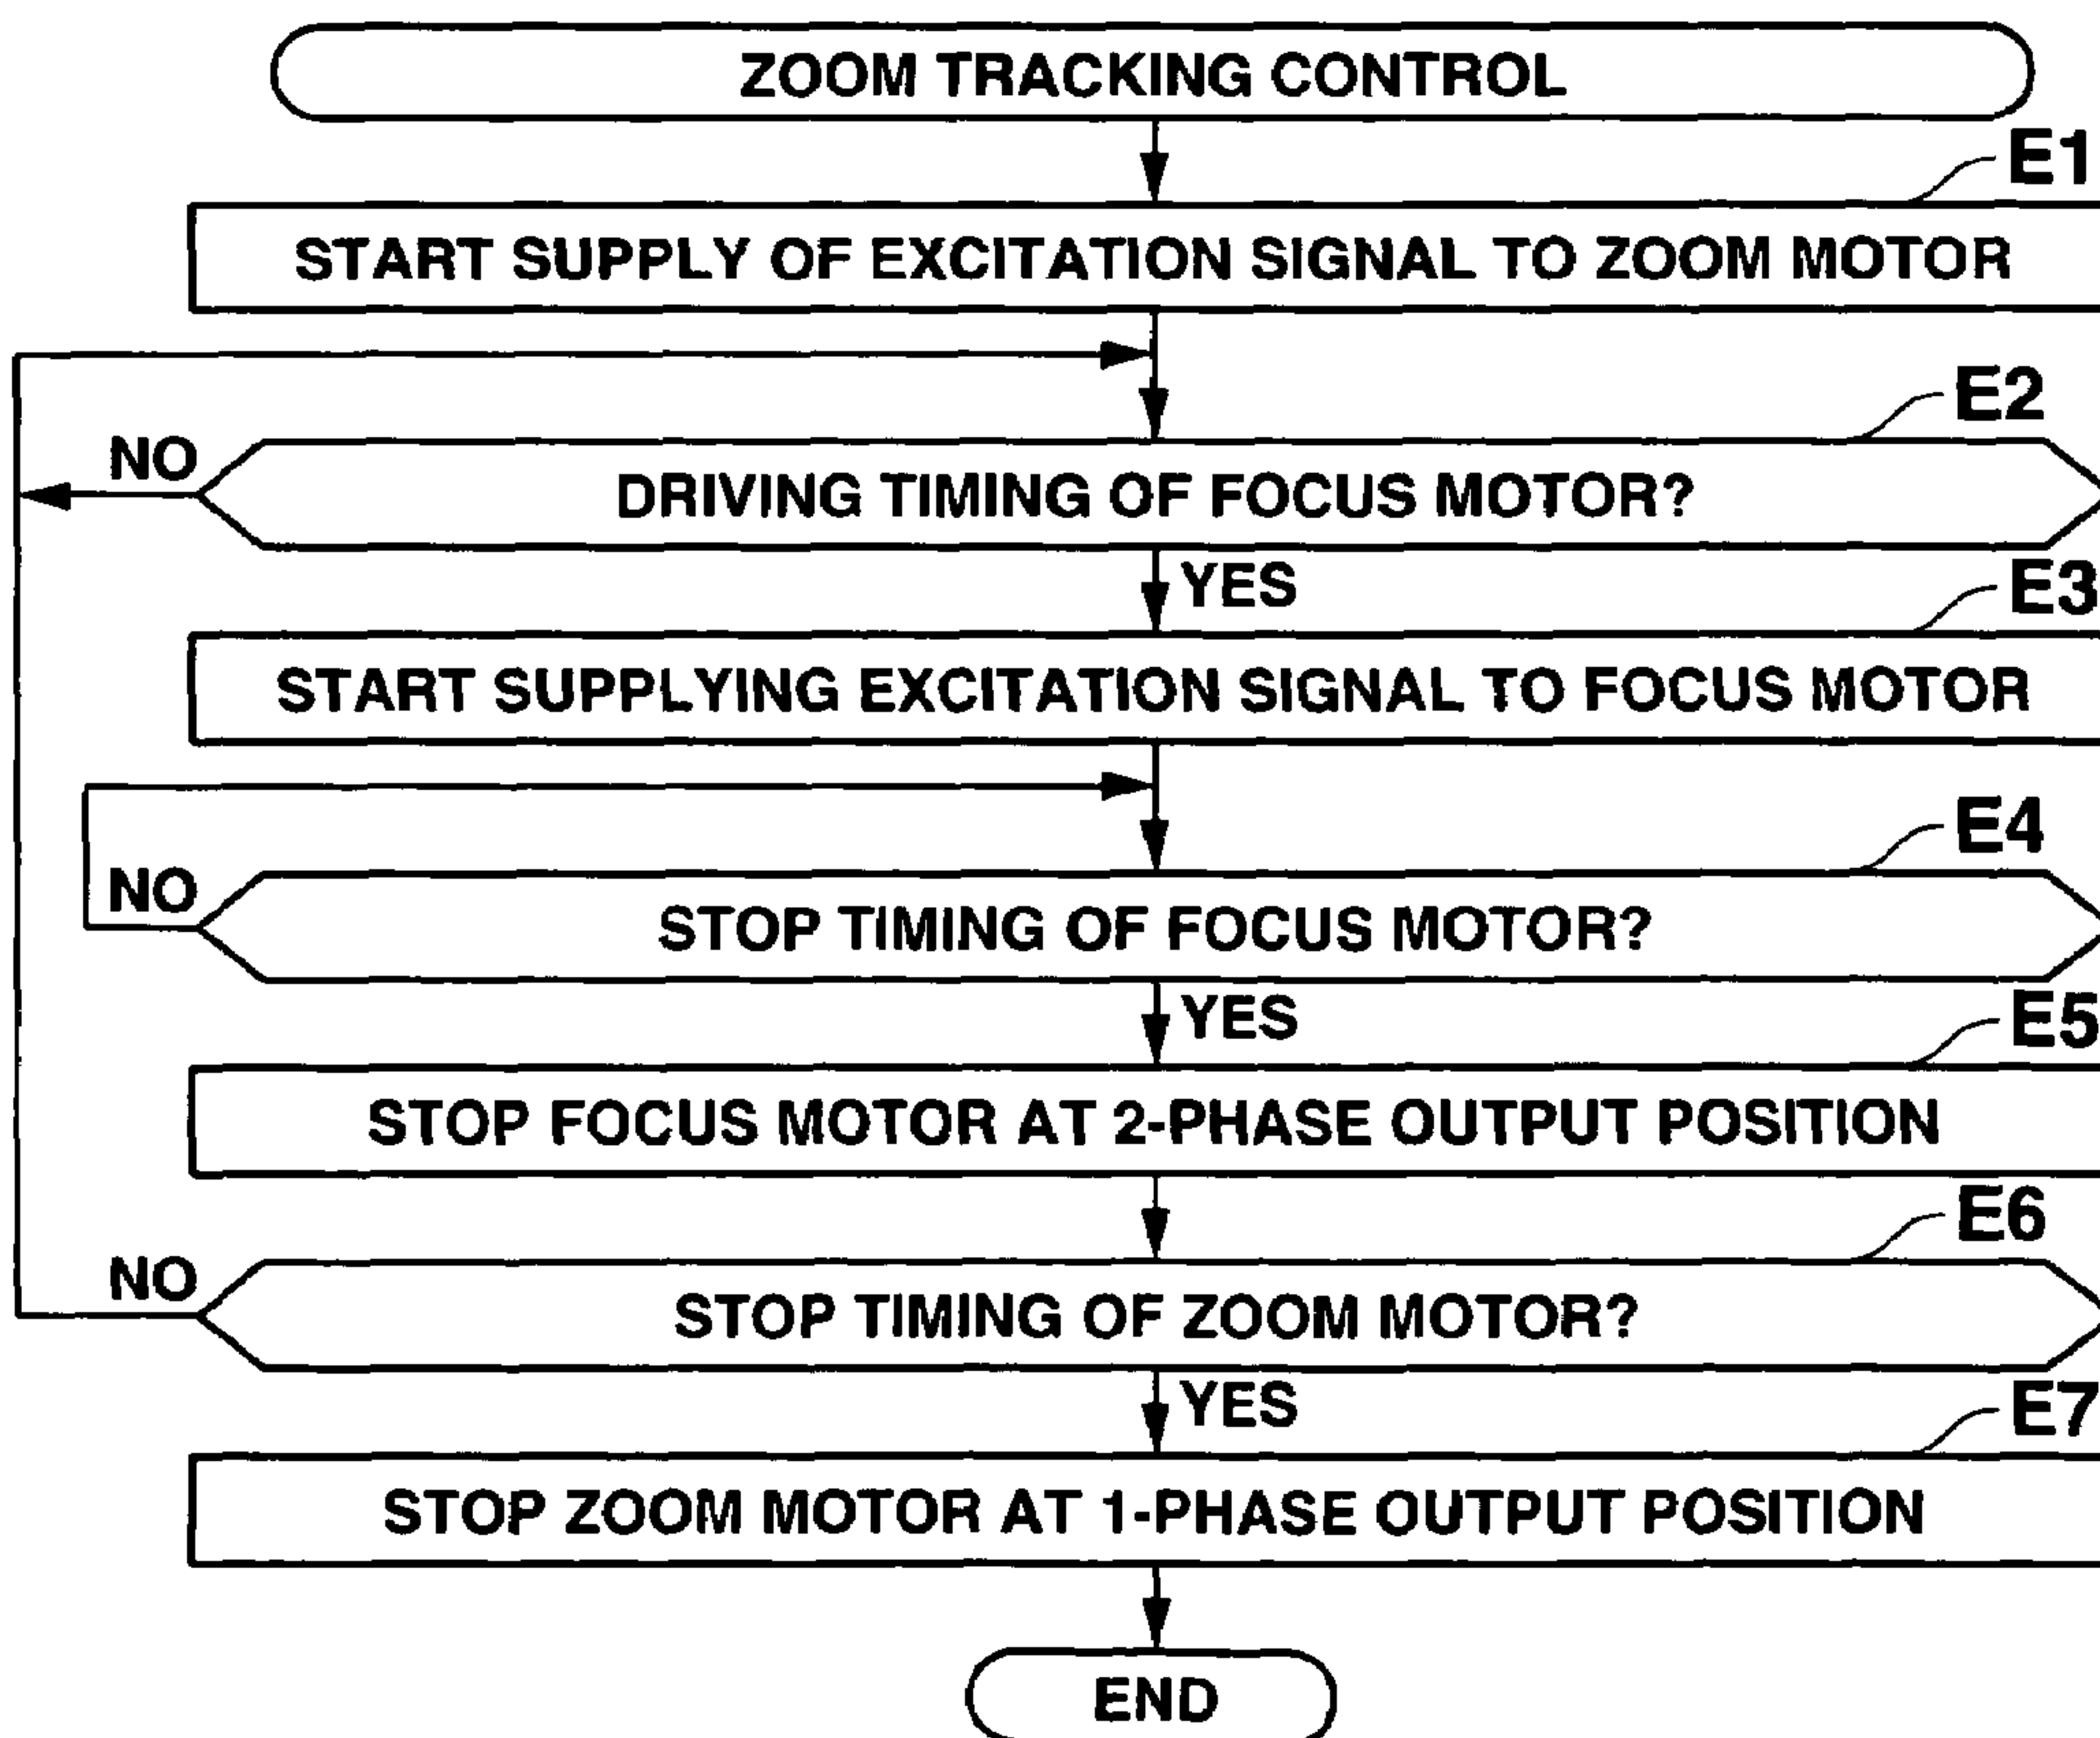 ZOOM TRACKING CONTROL
E1
START SUPPLY OF EXCITATION SIGNAL TO ZOOM MOTOR
E2
NO
DRIVING TIMING OF FOCUS MOTOR?
YES
E3
START SUPPLYING EXCITATION SIGNAL TO FOCUS MOTOR
E4
NO
STOP TIMING OF FOCUS MOTOR?
YES
E5
STOP FOCUS MOTOR AT 2-PHASE OUTPUT POSITION
E6
NO
STOP TIMING OF ZOOM MOTOR?
YES
E7
STOP ZOOM MOTOR AT 1-PHASE OUTPUT POSITION
END